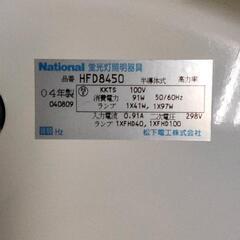 National 蛍光灯照明器具
品番 HFD8450 半導体式 高力率
04年製
040809
KKTS 100V
消費電力 91W 50/60Hz
ランプ 1X41W, 1X97W
入力電流 0.91A 二次電圧 298V
ランプ 1XFHD40, 1XFHD100
Hz
松下電工株式会社